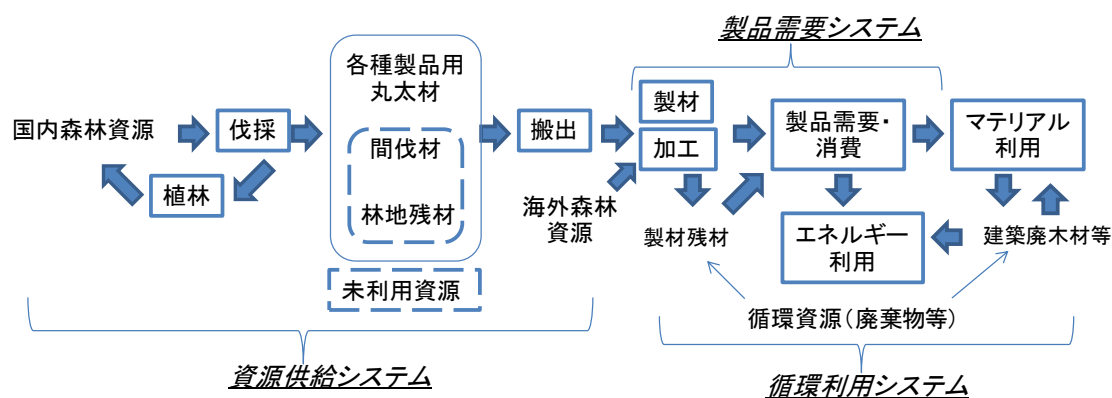 製品需要システム
各種製品用
丸太材
国内森林資源
伐採
植林
間伐材
林地残材
未利用資源
搬出
製材
加工
海外森林
資源
製材残材
製品需要・
消費
マテリアル
利用
エネルギー
利用
建築廃木材等
循環資源(廃棄物等)
資源供給システム
循環利用システム